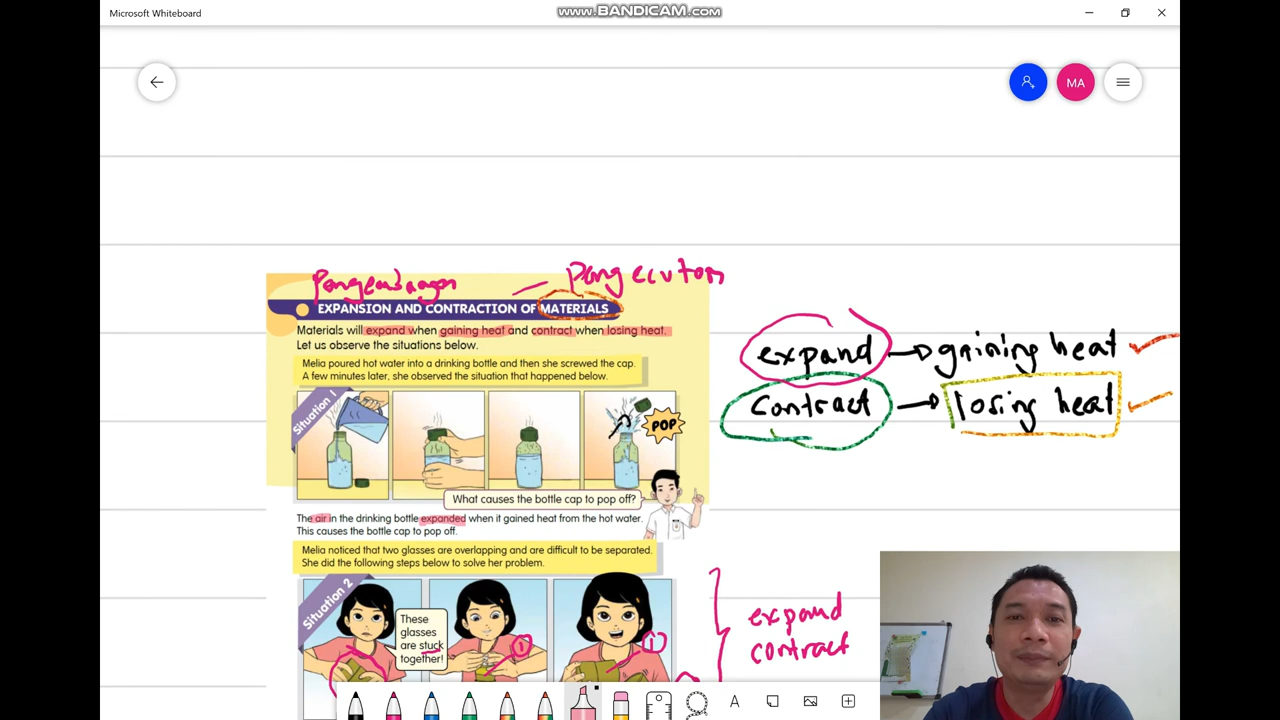 Microsoft Whiteboard
www.BANDICAM.com
MA
EXPANSION AND CONTRACTION OF MATERIALS
Materials will expand when gaining heat and contract when losing heat.
Let us observe the situations below.
Melia poured hot water into a drinking bottle and then she screwed the cap.
A few minutes later, she observed the situation that happened below.
Situation 1
POP
What causes the bottle cap to pop off?
The air in the drinking bottle expanded when it gained heat from the hot water.
This causes the bottle cap to pop off.
Melia noticed that two glasses are overlapping and are difficult to be separated.
She did the following steps below to solve her problem.
Situation 2
These
glasses
are stuck
together!
1
1
expand → gaining heat
contract → losing heat
expand
contract
A